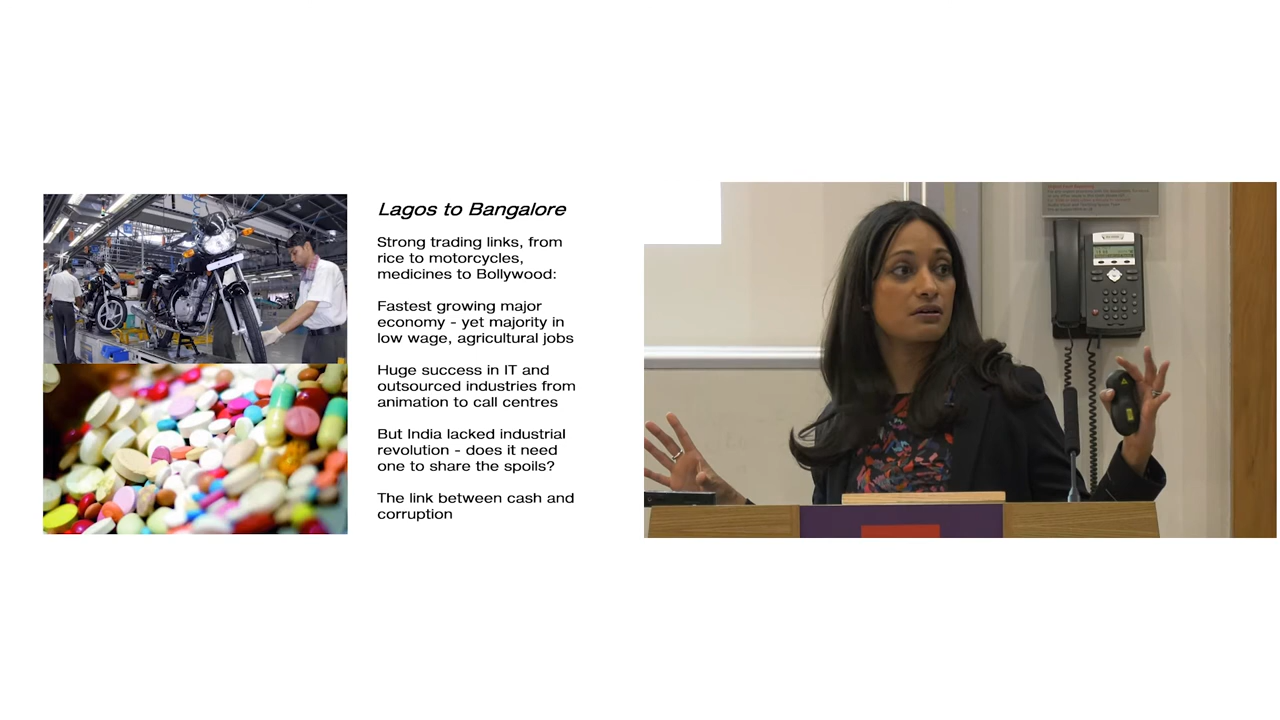 Lagos to Bangalore
Strong trading links, from
rice to motorcycles,
medicines to Bollywood:
Fastest growing major
economy - yet majority in
low wage, agricultural jobs
Huge success in IT and
outsourced industries from
animation to call centres
But India lacked industrial
revolution - does it need
one to share the spoils?
The link between cash and
corruption